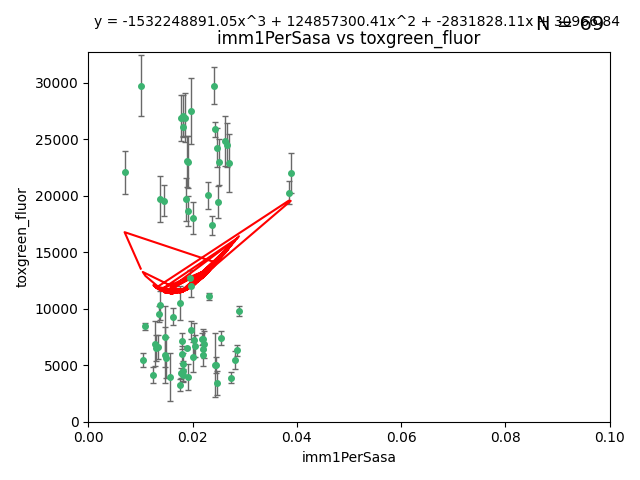 y = -1532248891.05x^3 + 124857300.41x^2 + -2831828.11x + 30966.84
N = 69
imm1PerSasa vs toxgreen_fluor
30000
25000
20000
15000
10000
5000
0
toxgreen_fluor
0.00 0.02 0.04 0.06 0.08 0.10
imm1PerSasa